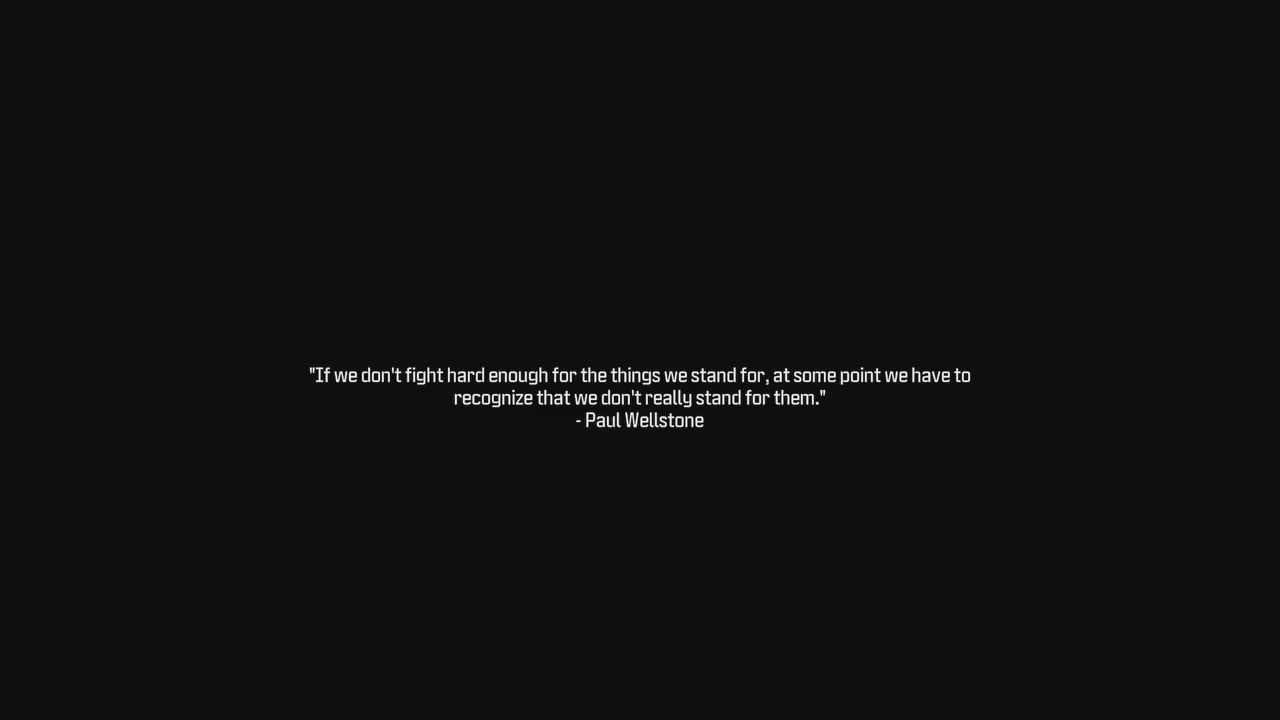 "If we don't fight hard enough for the things we stand for, at some point we have to
recognize that we don't really stand for them."
- Paul Wellstone